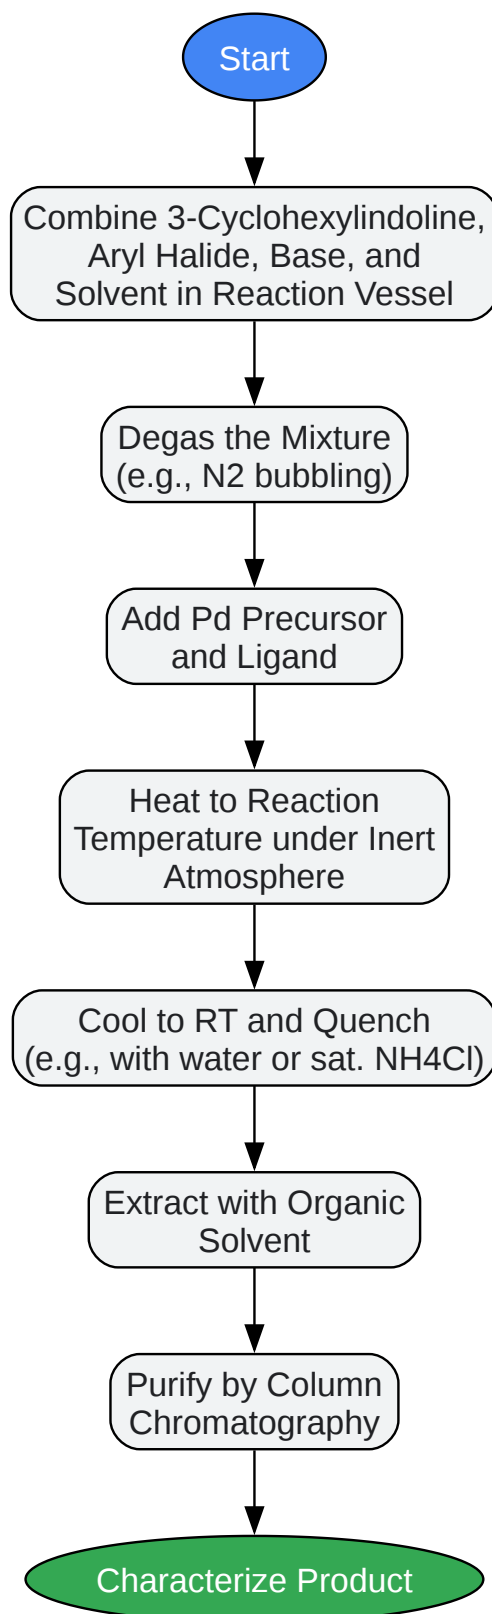 Start
Combine 3-Cyclohexylindoline,
Aryl Halide, Base, and
Solvent in Reaction Vessel
Degas the Mixture
(e.g., N2 bubbling)
Add Pd Precursor
and Ligand
Heat to Reaction
Temperature under Inert
Atmosphere
Cool to RT and Quench
(e.g., with water or sat. NH4Cl)
Extract with Organic
Solvent
Purify by Column
Chromatography
Characterize Product